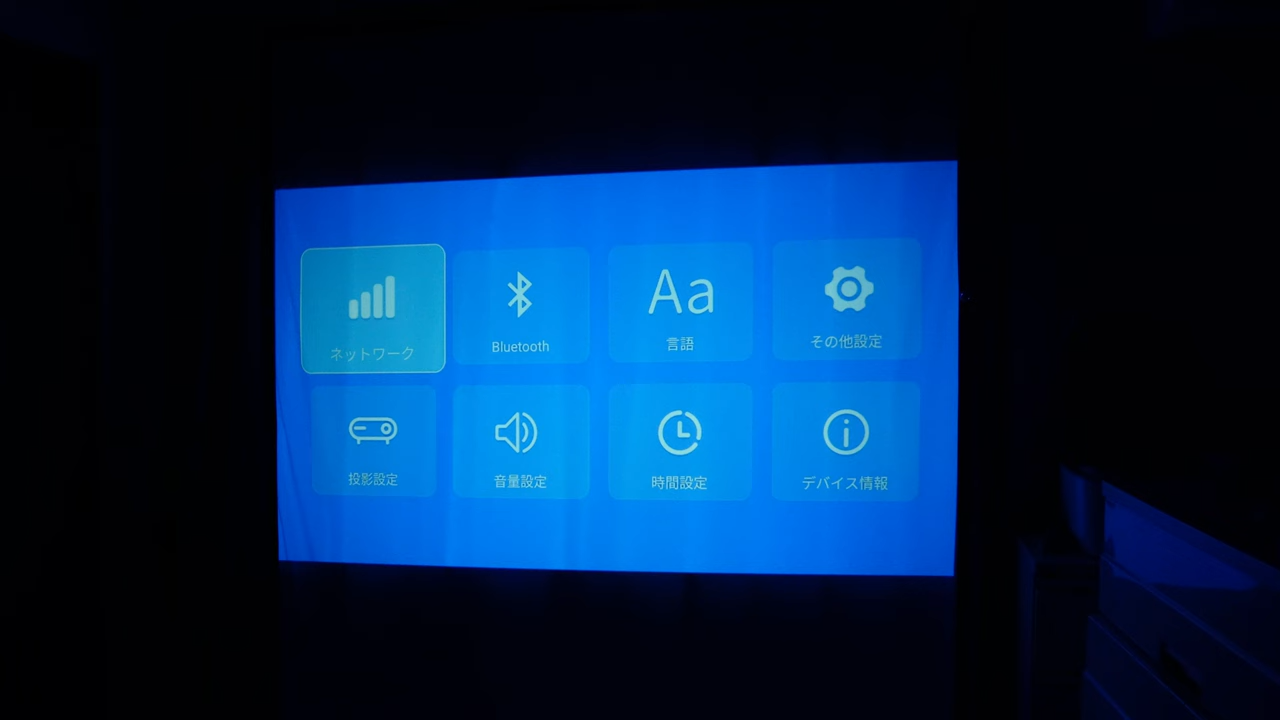 ネットワーク
Bluetooth
Aa
言語
その他設定
投影設定
音量設定
時間設定
デバイス情報